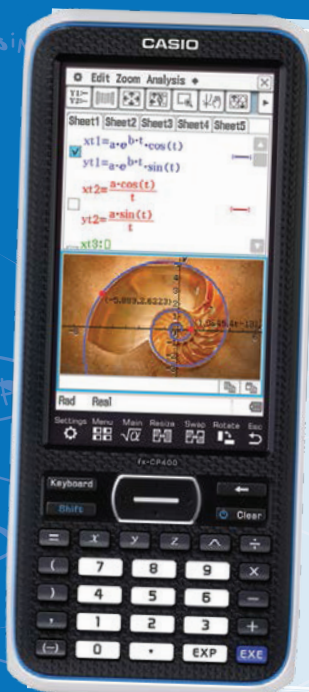 CASIO
Edit Zoom Analysis
Sheet1 Sheet2 Sheet3 Sheet4 Sheet5
xt1=a·e^b·t·cos(t)
yt1=a·e^b·t·sin(t)
xt2=a·cos(t)/t
yt2=a·sin(t)/t
xt3:
Rad Real
Settings Menu Main Resize Swap Rotate Esc
fx-CP400
Keyboard
Shift Clear
= x y z ^ ÷
( 7 8 9 ×
) 4 5 6 −
, 1 2 3 +
(−) 0 · EXP EXE